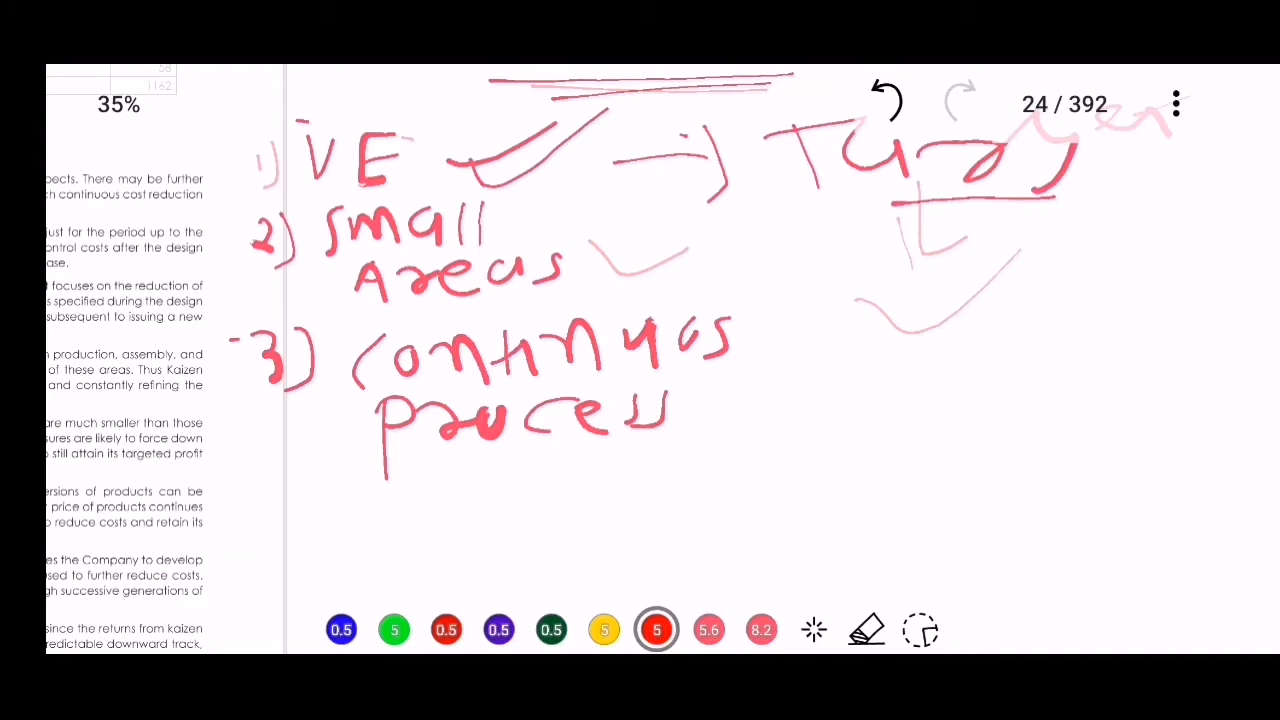 58
1162
35%
24 / 392
pects. There may be further
ch continuous cost reduction
just for the period up to the
ontrol costs after the design
ase.
t focuses on the reduction of
s specified during the design
subsequent to issuing a new
n production, assembly, and
of these areas. Thus Kaizen
and constantly refining the
are much smaller than those
sures are likely to force down
still attain its targeted profit
ersions of products can be
price of products continues
o reduce costs and retain its
es the Company to develop
used to further reduce costs.
gh successive generations of
since the returns from kaizen
redictable downward track,
1) VE
2) Small
Areas
3) continuos
process
0.5 5 0.5 0.5 0.5 5 5 5.6 8.2